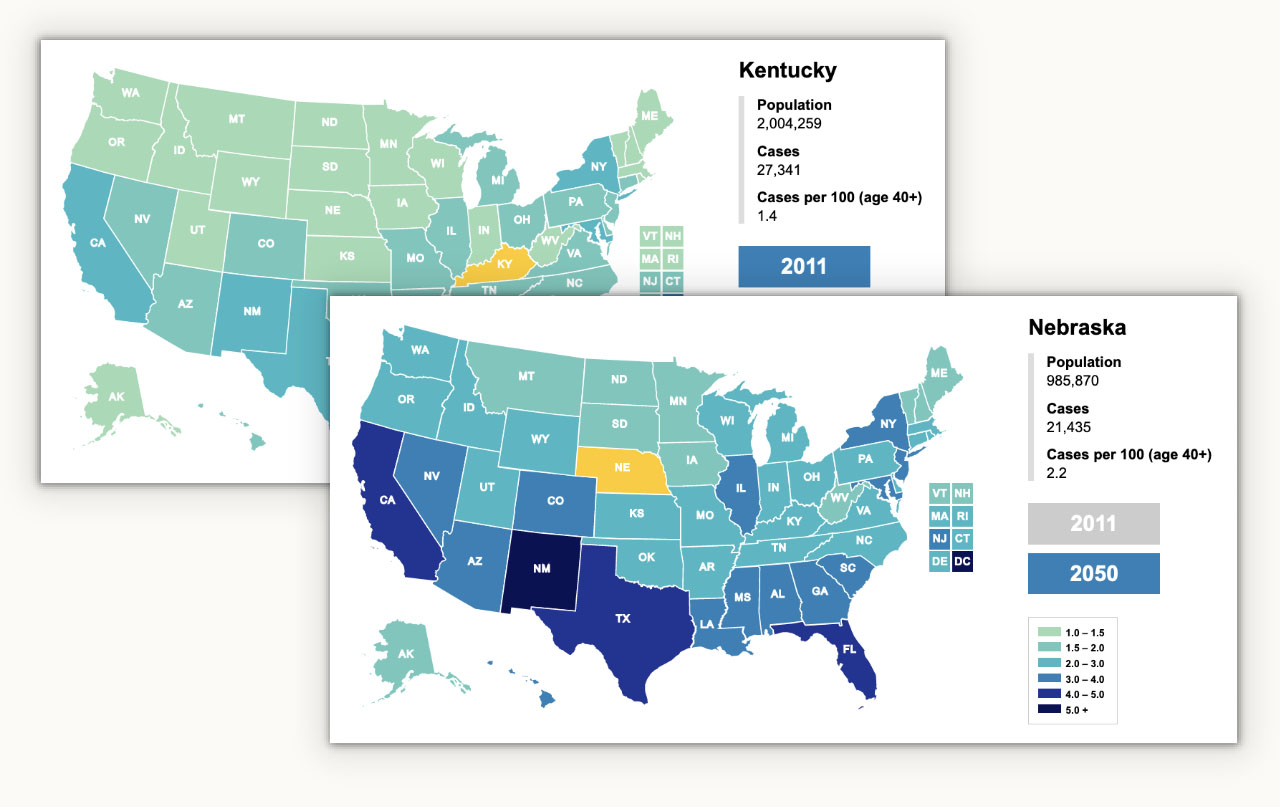 Kentucky
Population
2,004,259
Cases
27,341
Cases per 100 (age 40+)
1.4
2011
WA
MT
ND
MN
ME
OR
ID
WI
SD
WY
MI
NY
NE
IA
PA
NV
UT
CO
IL
IN
OH
CA
KS
MO
WV
VA
KY
AZ
NM
TN
NC
VT NH
MA RI
NJ CT
AK
Nebraska
Population
985,870
Cases
21,435
Cases per 100 (age 40+)
2.2
2011
2050
WA
MT
ND
MN
ME
OR
ID
WI
SD
WY
MI
NY
NE
IA
PA
NV
UT
CO
IL
IN
OH
CA
KS
MO
WV
VA
KY
AZ
NM
OK
AR
TN
NC
SC
MS
AL
GA
TX
LA
FL
AK
VT NH
MA RI
NJ CT
DE DC
1.0 – 1.5
1.5 – 2.0
2.0 – 3.0
3.0 – 4.0
4.0 – 5.0
5.0 +